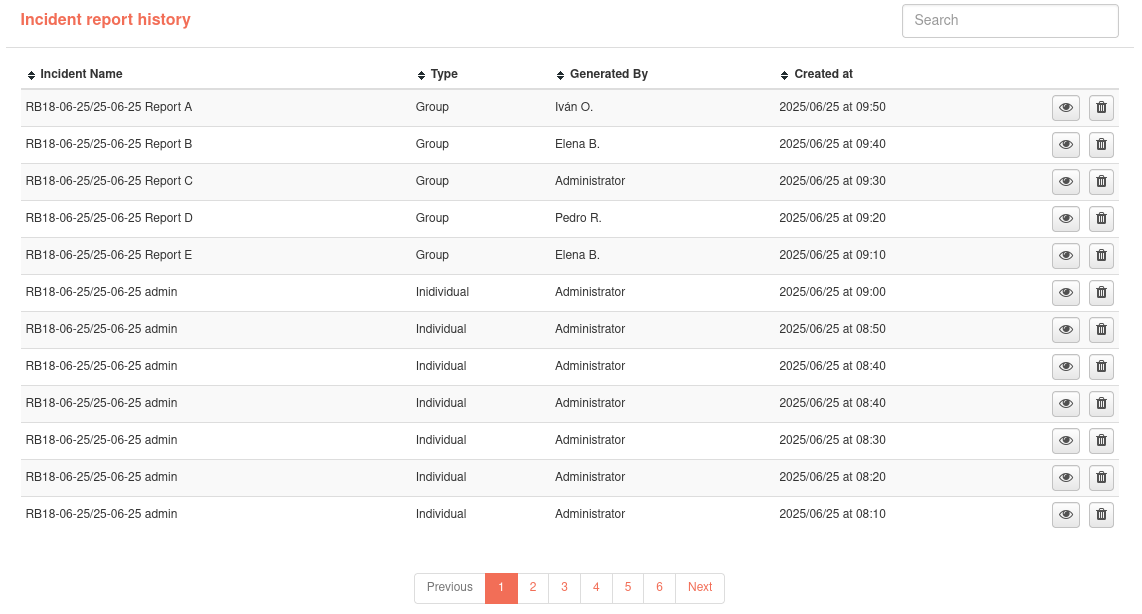 Incident report history
Search
Incident Name Type Generated By Created at
RB18-06-25/25-06-25 Report A Group Iván O. 2025/06/25 at 09:50
RB18-06-25/25-06-25 Report B Group Elena B. 2025/06/25 at 09:40
RB18-06-25/25-06-25 Report C Group Administrator 2025/06/25 at 09:30
RB18-06-25/25-06-25 Report D Group Pedro R. 2025/06/25 at 09:20
RB18-06-25/25-06-25 Report E Group Elena B. 2025/06/25 at 09:10
RB18-06-25/25-06-25 admin Inidividual Administrator 2025/06/25 at 09:00
RB18-06-25/25-06-25 admin Individual Administrator 2025/06/25 at 08:50
RB18-06-25/25-06-25 admin Individual Administrator 2025/06/25 at 08:40
RB18-06-25/25-06-25 admin Individual Administrator 2025/06/25 at 08:40
RB18-06-25/25-06-25 admin Individual Administrator 2025/06/25 at 08:30
RB18-06-25/25-06-25 admin Individual Administrator 2025/06/25 at 08:20
RB18-06-25/25-06-25 admin Individual Administrator 2025/06/25 at 08:10
Previous 1 2 3 4 5 6 Next